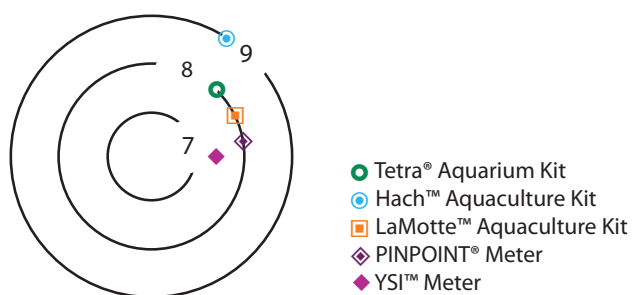 9
8
7
Tetra® Aquarium Kit
Hach™ Aquaculture Kit
LaMotte™ Aquaculture Kit
PINPOINT® Meter
YSI™ Meter